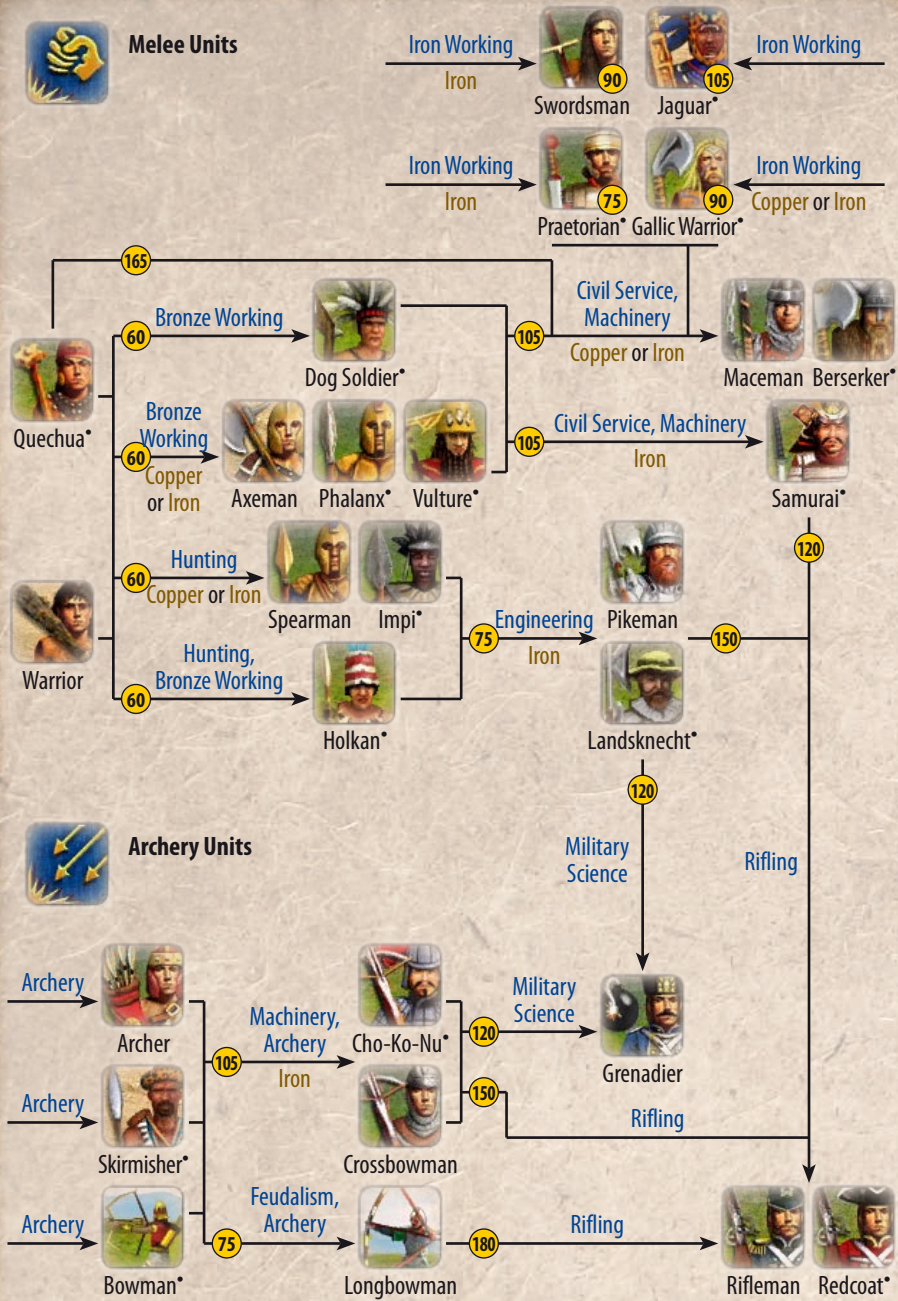 Melee Units
Iron Working
Iron
90
Swordsman
105
Jaguar•
Iron Working
Iron Working
Iron
75
Praetorian•
90
Gallic Warrior•
Iron Working
Copper or Iron
165
60
Bronze Working
Dog Soldier•
105
Civil Service,
Machinery
Copper or Iron
Maceman
Berserker•
Quechua•
60
Bronze
Working
Copper
or Iron
Axeman
Phalanx•
Vulture•
105
Civil Service, Machinery
Iron
Samurai•
120
60
Hunting
Copper or Iron
Spearman
Impi•
Warrior
60
Hunting,
Bronze Working
Holkan•
75
Engineering
Iron
Pikeman
Landsknecht•
150
120
Military
Science
Rifling
Archery Units
Archery
Archer
Archery
Skirmisher•
Archery
Bowman•
105
Machinery,
Archery
Iron
Cho-Ko-Nu•
Crossbowman
120
Military
Science
Grenadier
150
Rifling
75
Feudalism,
Archery
Longbowman
180
Rifling
Rifleman
Redcoat•